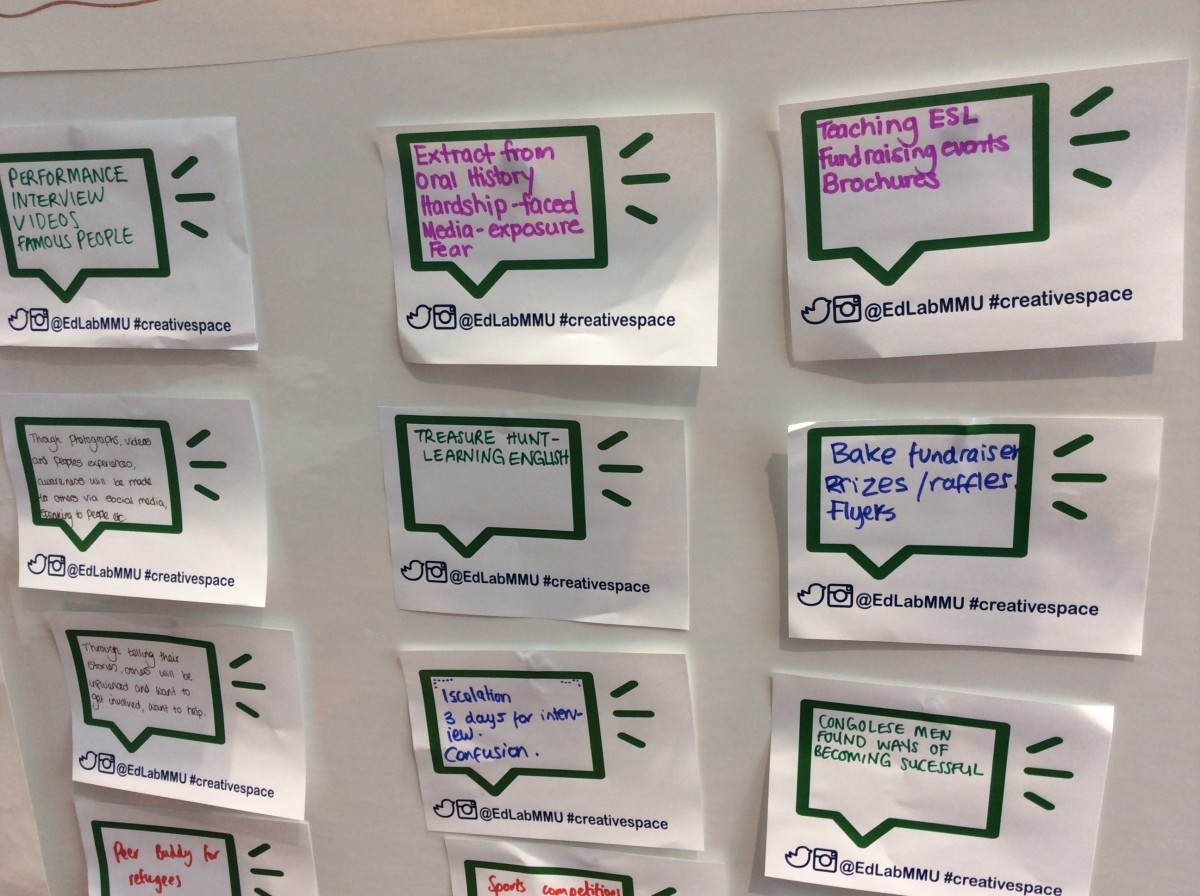 PERFORMANCE
INTERVIEW
VIDEOS
FAMOUS PEOPLE
@EdLabMMU #creativespace
Extract from
Oral History
Hardship-faced
Media-exposure
Fear
@EdLabMMU #creativespace
Teaching ESL
Fundraising events
Brochures
@EdLabMMU #creativespace
Though photographs, videos
and peoples experiences,
awareness will be made
to others via social media,
speaking to people etc
@EdLabMMU #creativespace
TREASURE HUNT-
LEARNING ENGLISH
@EdLabMMU #creativespace
Bake fundraiser
Prizes/raffles.
Flyers
@EdLabMMU #creativespace
Through telling their
stories, others will be
and want to
get involved, want to help.
@EdLabMMU #creativespace
Iscolation
3 days for interv-
iew.
Confusion.
@EdLabMMU #creativespace
CONGOLESE MEN
FOUND WAYS OF
BECOMING SUCESSFUL
@EdLabMMU #creativespace
Peer Buddy for
refugees
Sports competitions